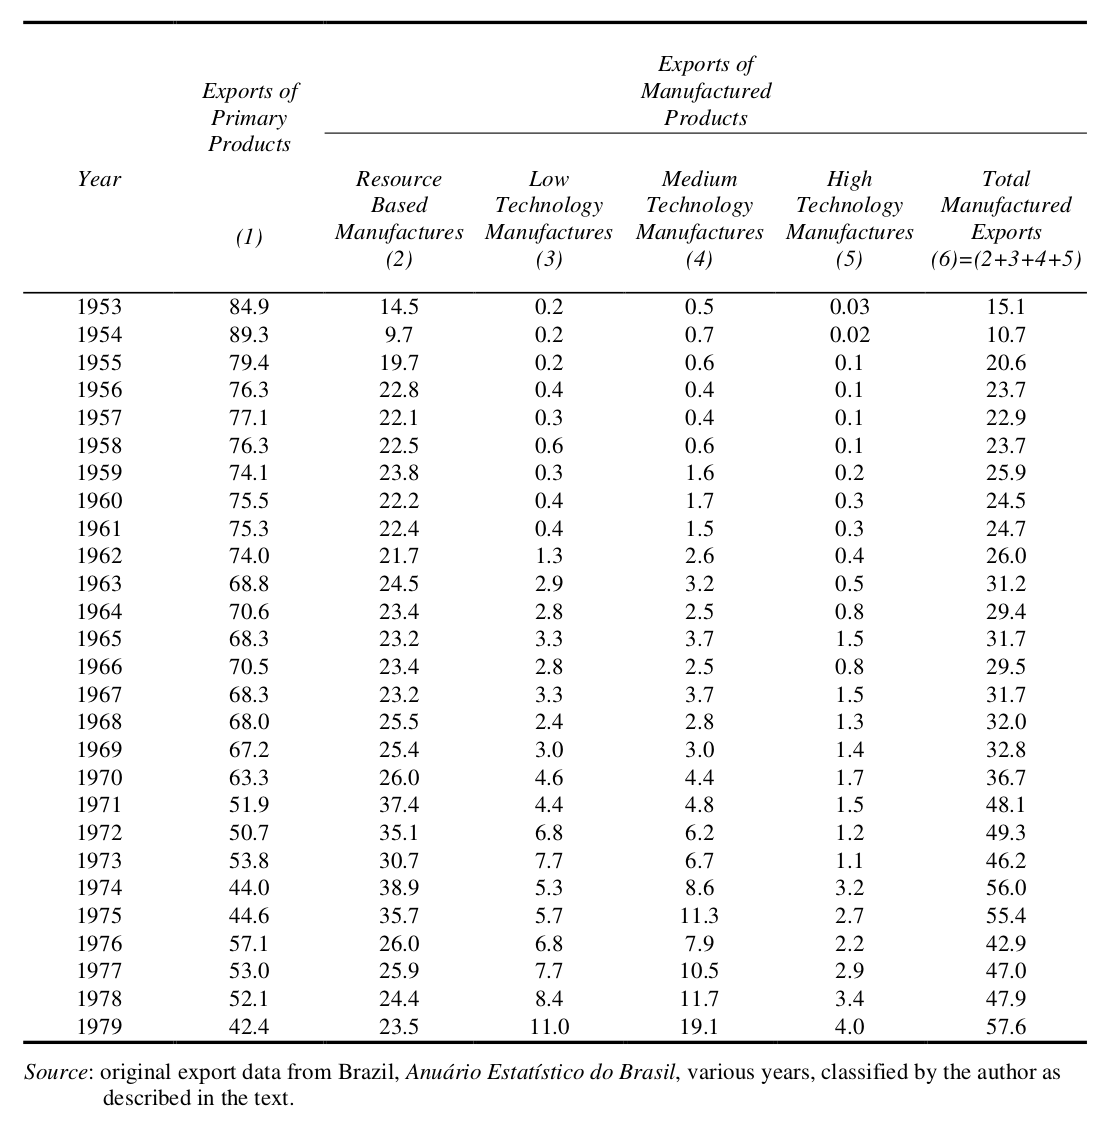 Exports of
Manufactured
Products
Exports of
Primary
Products
Year
(1)
Resource
Based
Manufactures
(2)
Low
Technology
Manufactures
(3)
Medium
Technology
Manufactures
(4)
High
Technology
Manufactures
(5)
Total
Manufactured
Exports
(6)=(2+3+4+5)
1953 84.9 14.5 0.2 0.5 0.03 15.1
1954 89.3 9.7 0.2 0.7 0.02 10.7
1955 79.4 19.7 0.2 0.6 0.1 20.6
1956 76.3 22.8 0.4 0.4 0.1 23.7
1957 77.1 22.1 0.3 0.4 0.1 22.9
1958 76.3 22.5 0.6 0.6 0.1 23.7
1959 74.1 23.8 0.3 1.6 0.2 25.9
1960 75.5 22.2 0.4 1.7 0.3 24.5
1961 75.3 22.4 0.4 1.5 0.3 24.7
1962 74.0 21.7 1.3 2.6 0.4 26.0
1963 68.8 24.5 2.9 3.2 0.5 31.2
1964 70.6 23.4 2.8 2.5 0.8 29.4
1965 68.3 23.2 3.3 3.7 1.5 31.7
1966 70.5 23.4 2.8 2.5 0.8 29.5
1967 68.3 23.2 3.3 3.7 1.5 31.7
1968 68.0 25.5 2.4 2.8 1.3 32.0
1969 67.2 25.4 3.0 3.0 1.4 32.8
1970 63.3 26.0 4.6 4.4 1.7 36.7
1971 51.9 37.4 4.4 4.8 1.5 48.1
1972 50.7 35.1 6.8 6.2 1.2 49.3
1973 53.8 30.7 7.7 6.7 1.1 46.2
1974 44.0 38.9 5.3 8.6 3.2 56.0
1975 44.6 35.7 5.7 11.3 2.7 55.4
1976 57.1 26.0 6.8 7.9 2.2 42.9
1977 53.0 25.9 7.7 10.5 2.9 47.0
1978 52.1 24.4 8.4 11.7 3.4 47.9
1979 42.4 23.5 11.0 19.1 4.0 57.6
Source: original export data from Brazil, Anuário Estatístico do Brasil, various years, classified by the author as
described in the text.